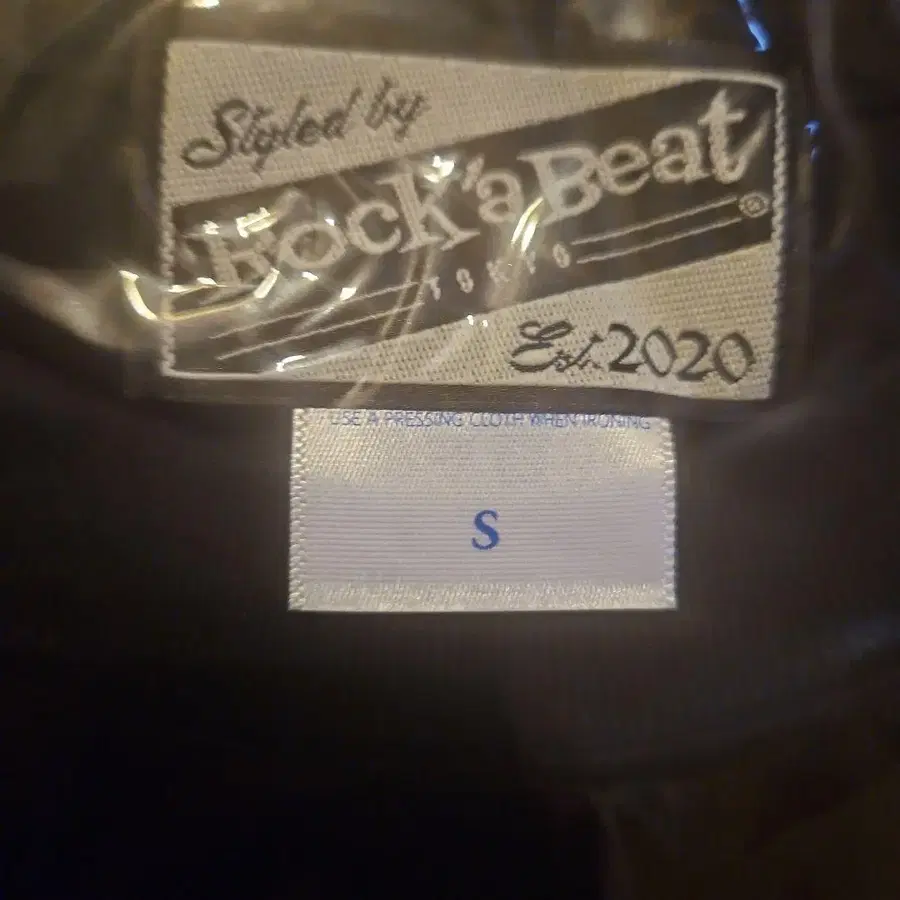 Styled by
Rock'a Beat
®
TOKYO
Est. 2020
USE A PRESSING CLOTH WHEN IRONING
S